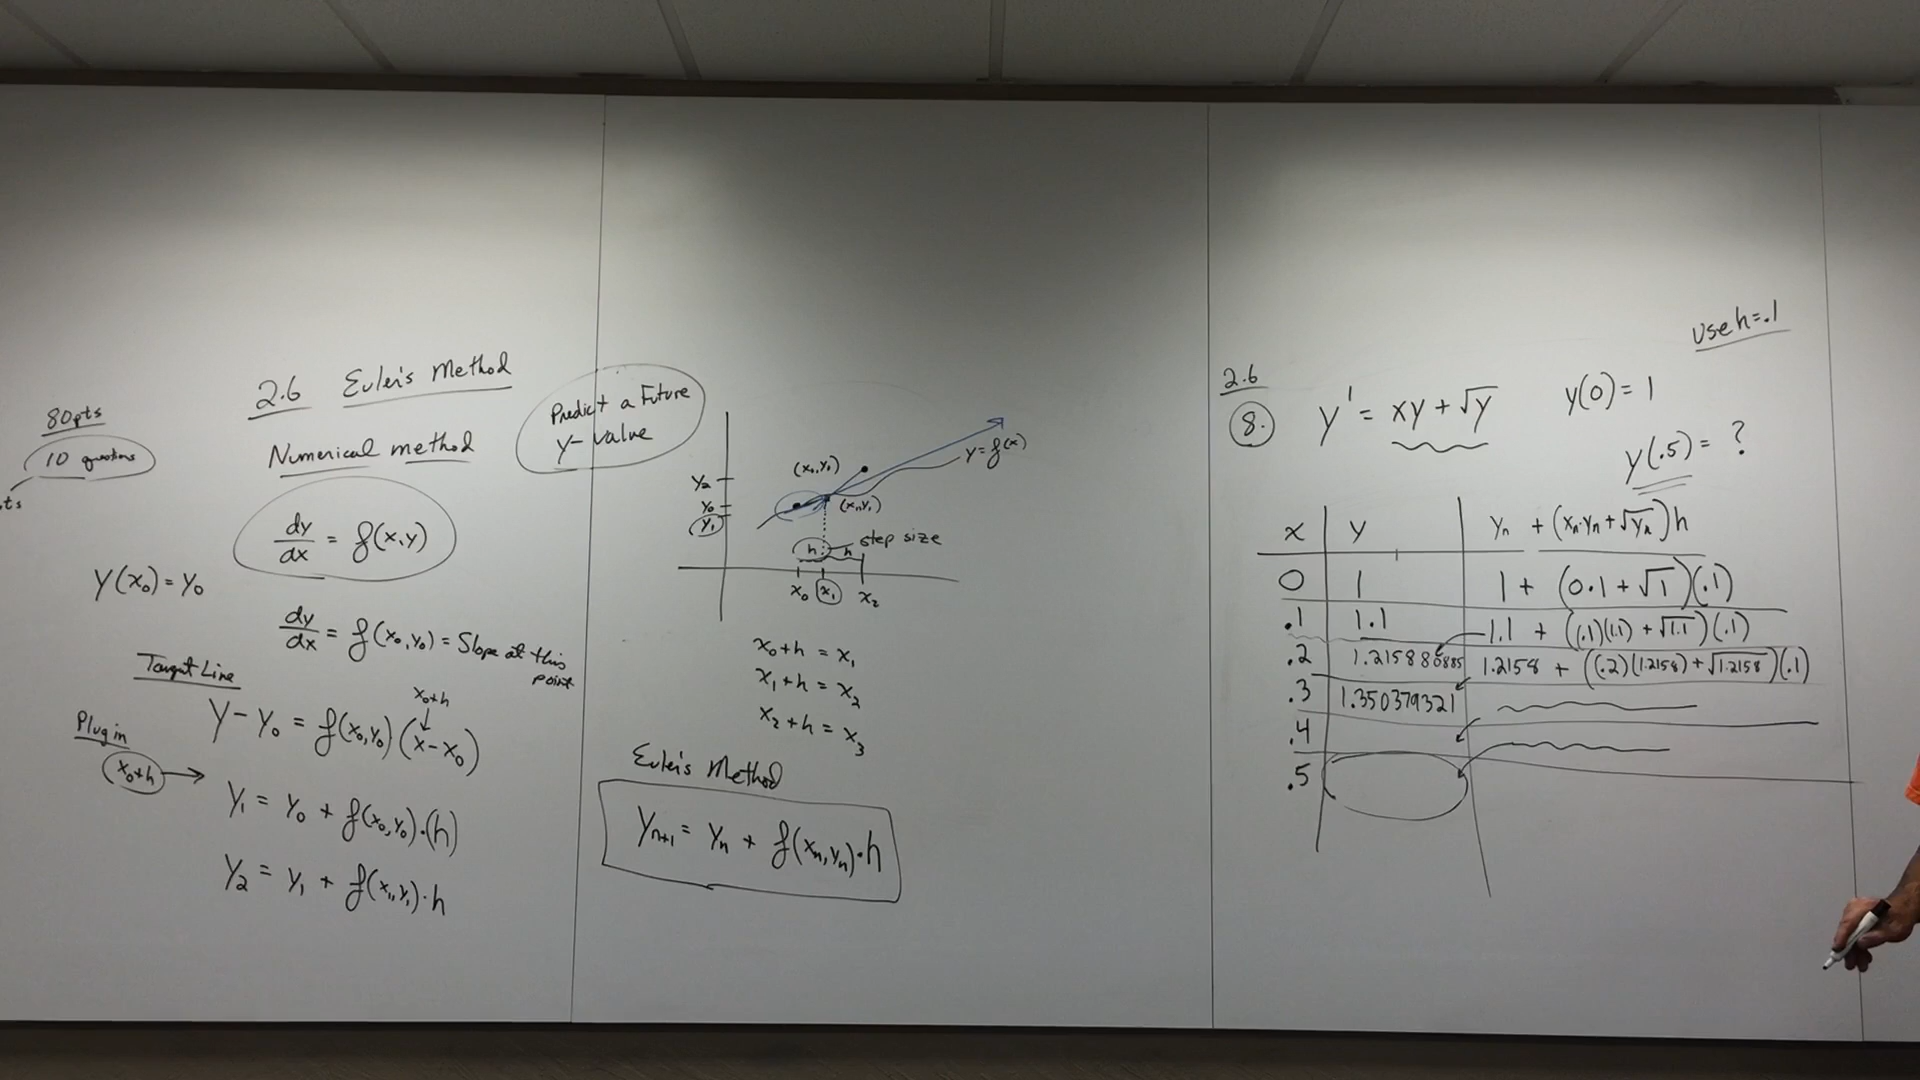 80pts
10 questions
ts
2.6 Euler's Method
Numerical method
Predict a Future
y-value
dy/dx = f(x,y)
y(x₀) = y₀
dy/dx = f(x₀,y₀) = Slope at this
point
Tangent Line
x₀+h
y - y₀ = f(x₀,y₀)(x - x₀)
Plug in
x₀+h →
y₁ = y₀ + f(x₀,y₀)·(h)
y₂ = y₁ + f(x₁,y₁)·h
y₂
y₀
y₁
(x₀,y₀)
y = f(x)
h
h
step size
x₀ x₁ x₂
x₀+h = x₁
x₁+h = x₂
x₂+h = x₃
Euler's Method
yₙ₊₁ = yₙ + f(xₙ,yₙ)·h
Use h=.1
2.6
8. y' = xy + √y y(0) = 1
y(.5) = ?
x y yₙ + (xₙ·yₙ + √yₙ)h
0 1 1 + (0.1 + √1)(.1)
.1 1.1 1.1 + ((.1)(1.1) + √1.1)(.1)
.2 1.215880885 1.2158 + ((.2)(1.2158) + √1.2158)(.1)
.3 1.350379321
.4
.5